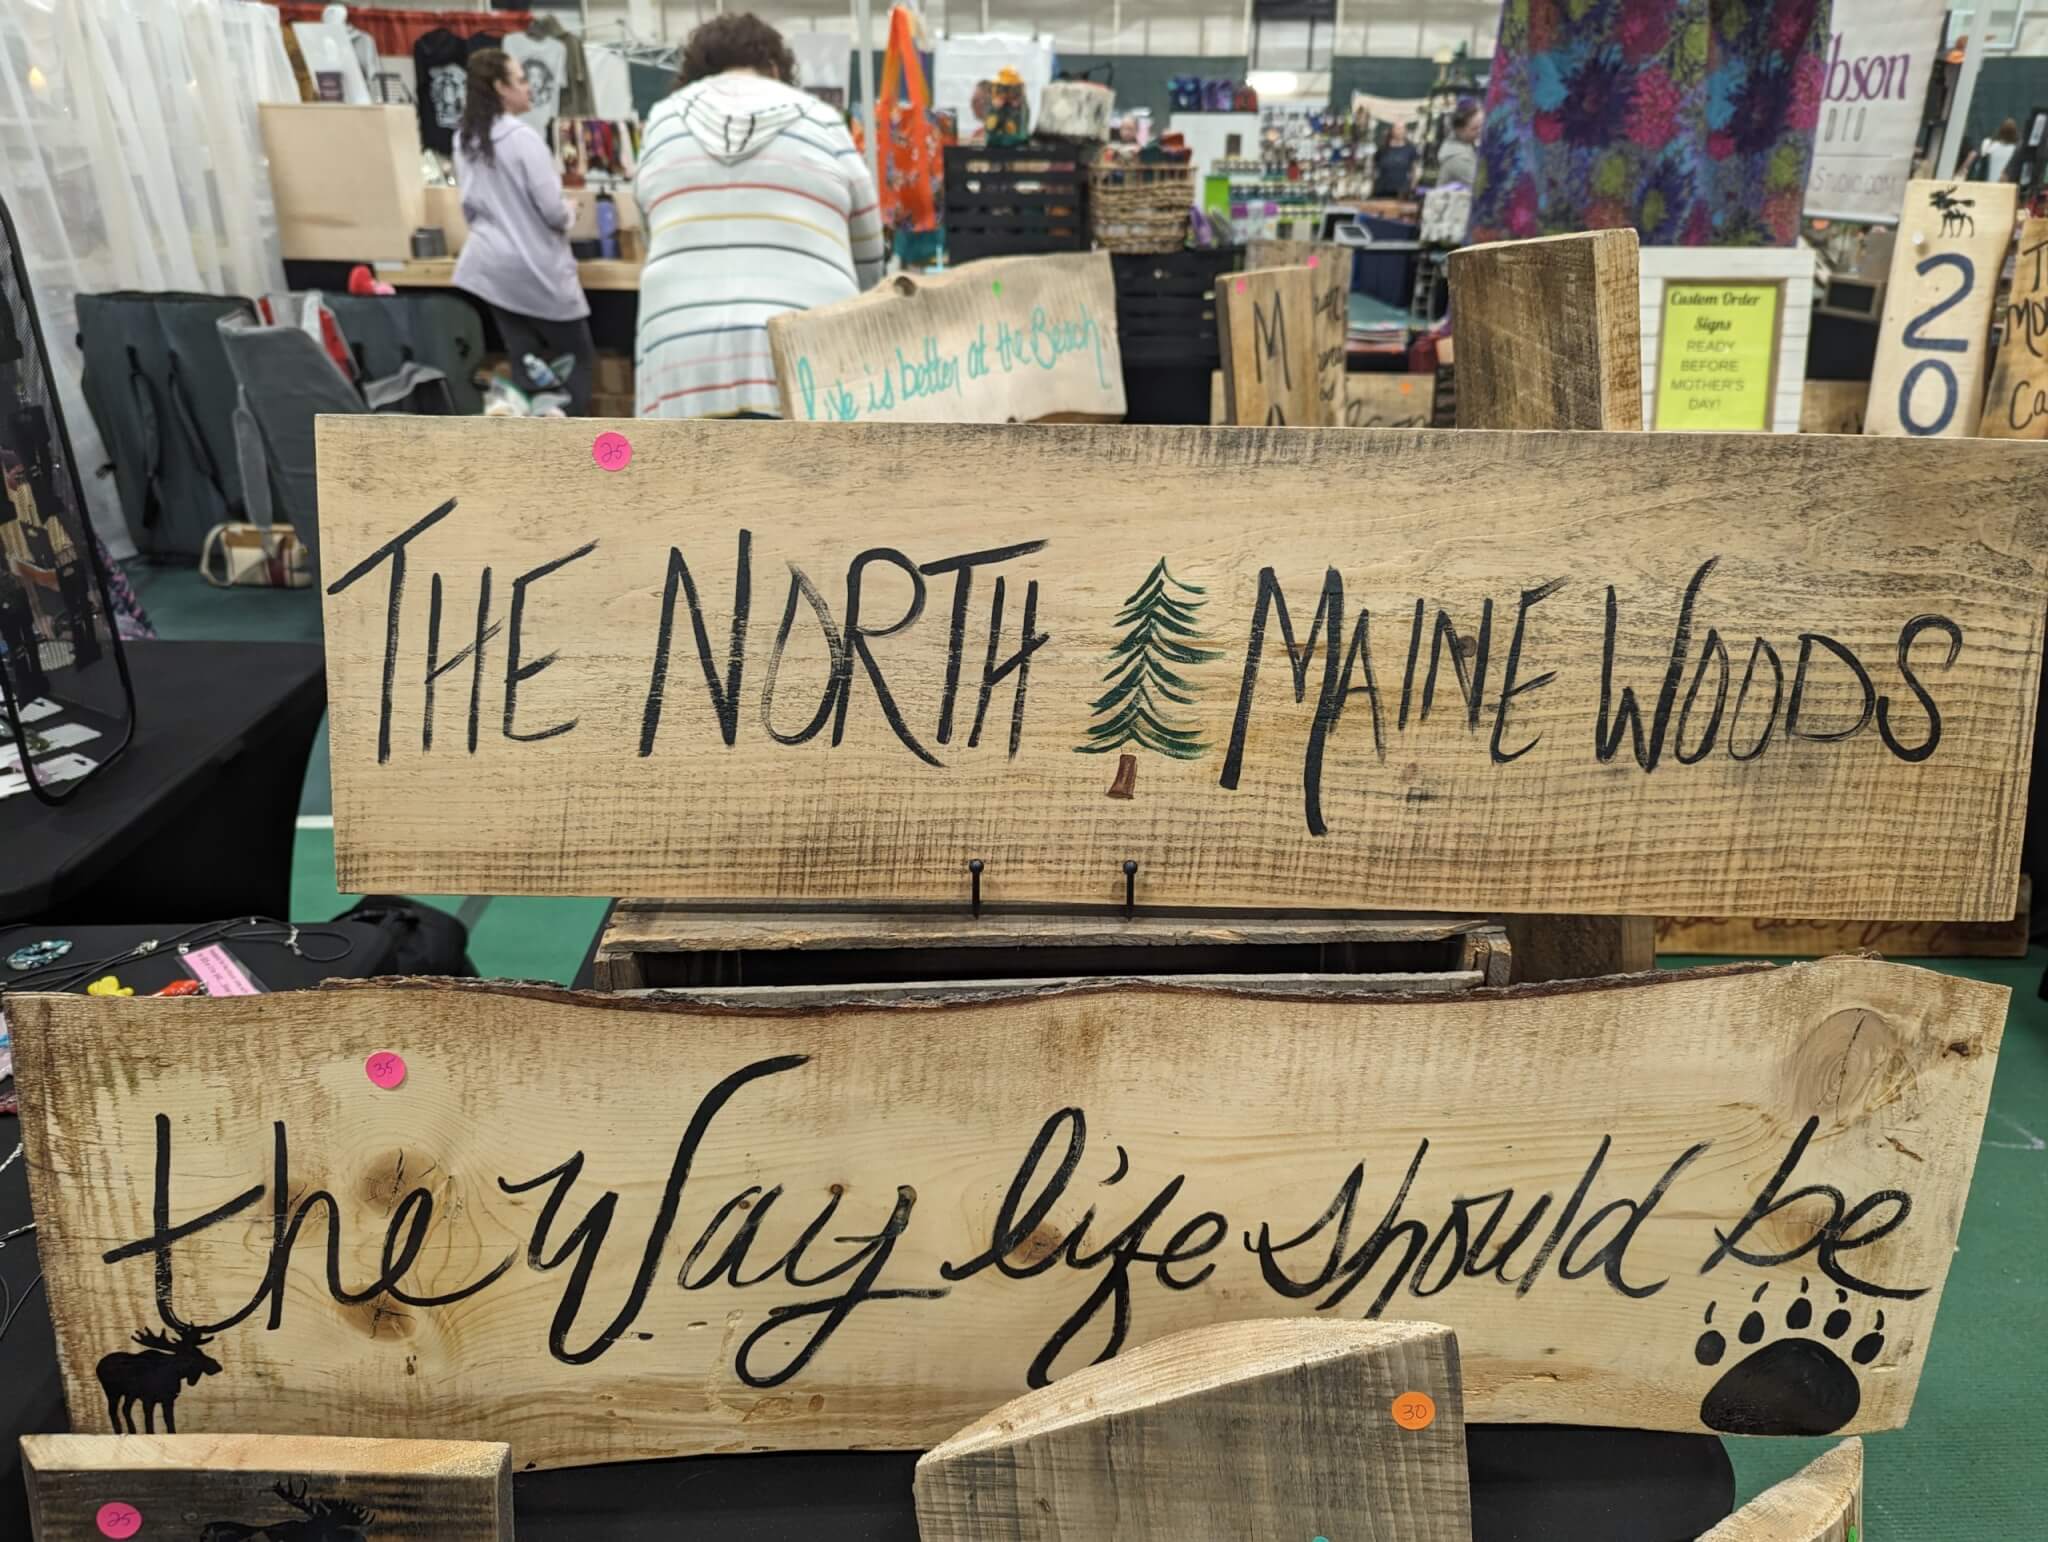 bson
Custom Order
Signs
READY
BEFORE
MOTHER'S
DAY!
20
life is better at the Beach
M
25
THE NORTH MAINE WOODS
35
the Way life should be
30
25